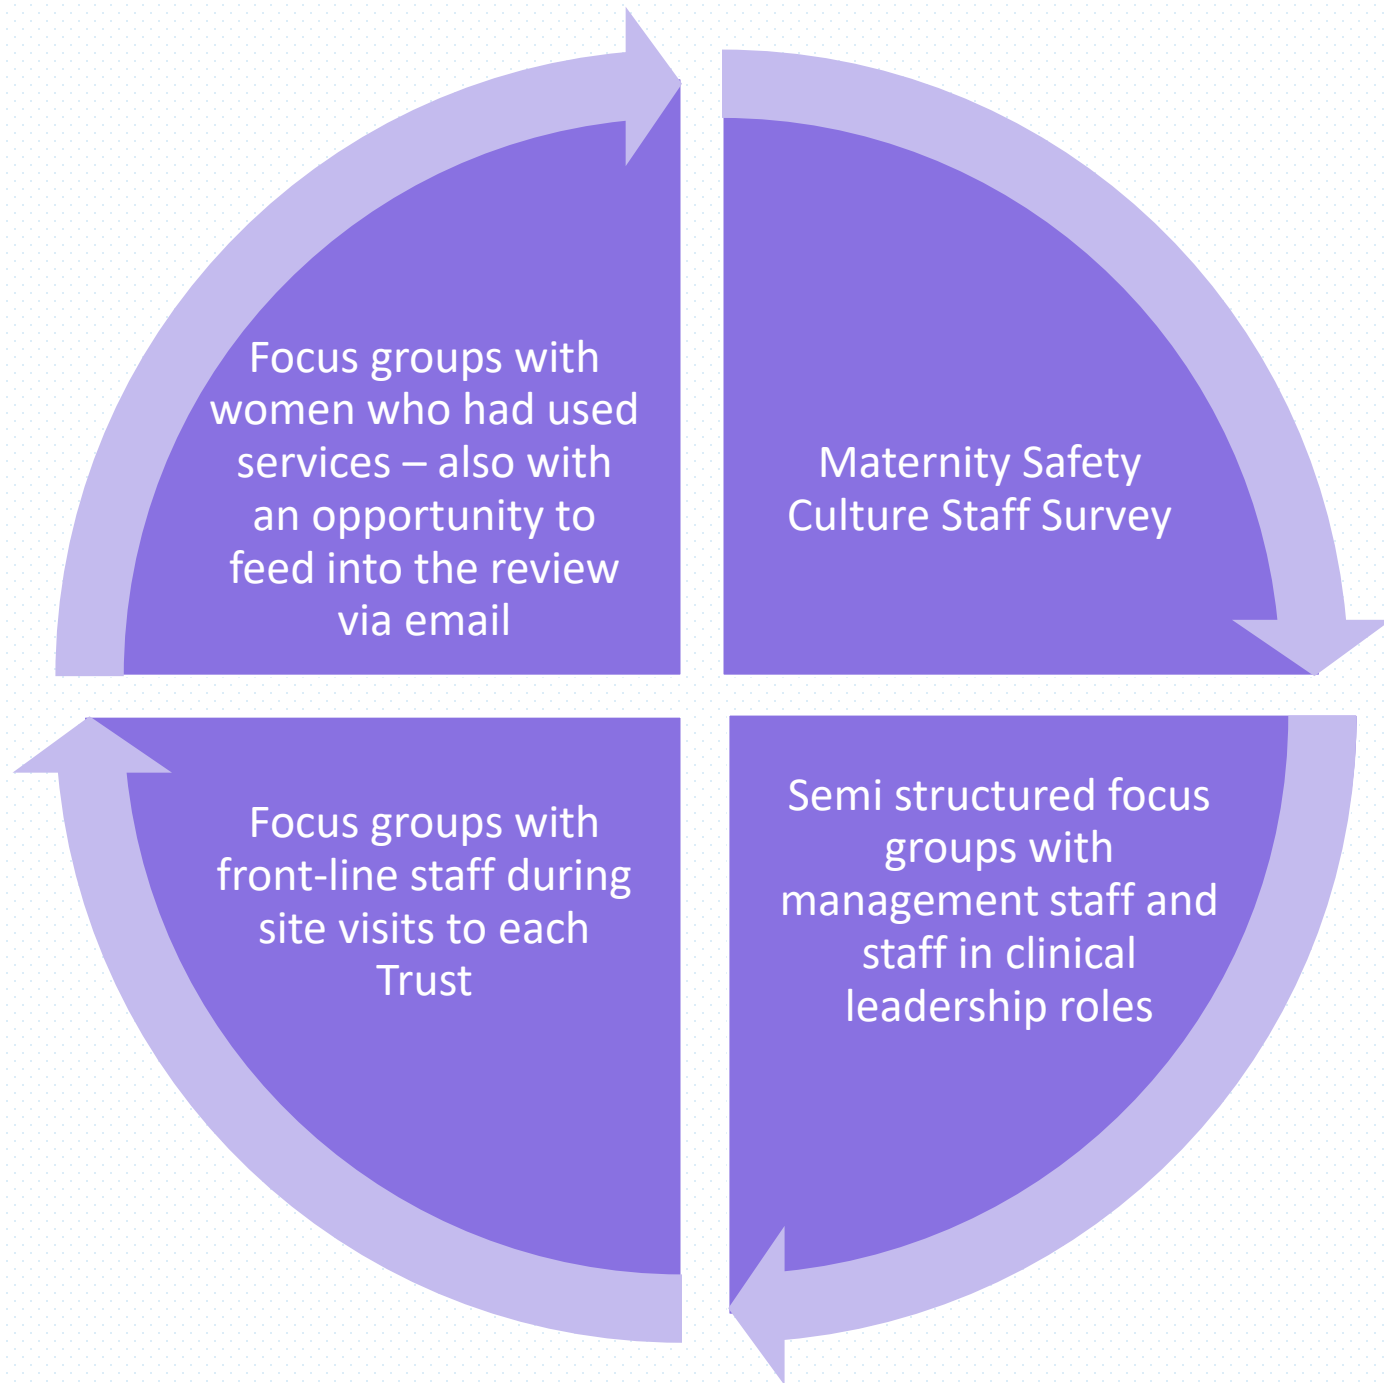 Focus groups with
women who had used
services – also with
an opportunity to
feed into the review
via email
Maternity Safety
Culture Staff Survey
Focus groups with
front-line staff during
site visits to each
Trust
Semi structured focus
groups with
management staff and
staff in clinical
leadership roles